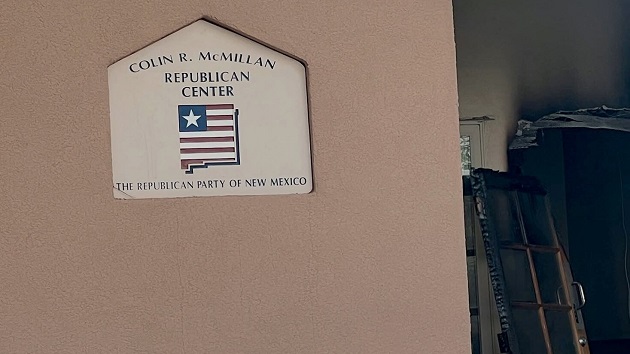 COLIN R. McMILLAN
REPUBLICAN
CENTER
THE REPUBLICAN PARTY OF NEW MEXICO